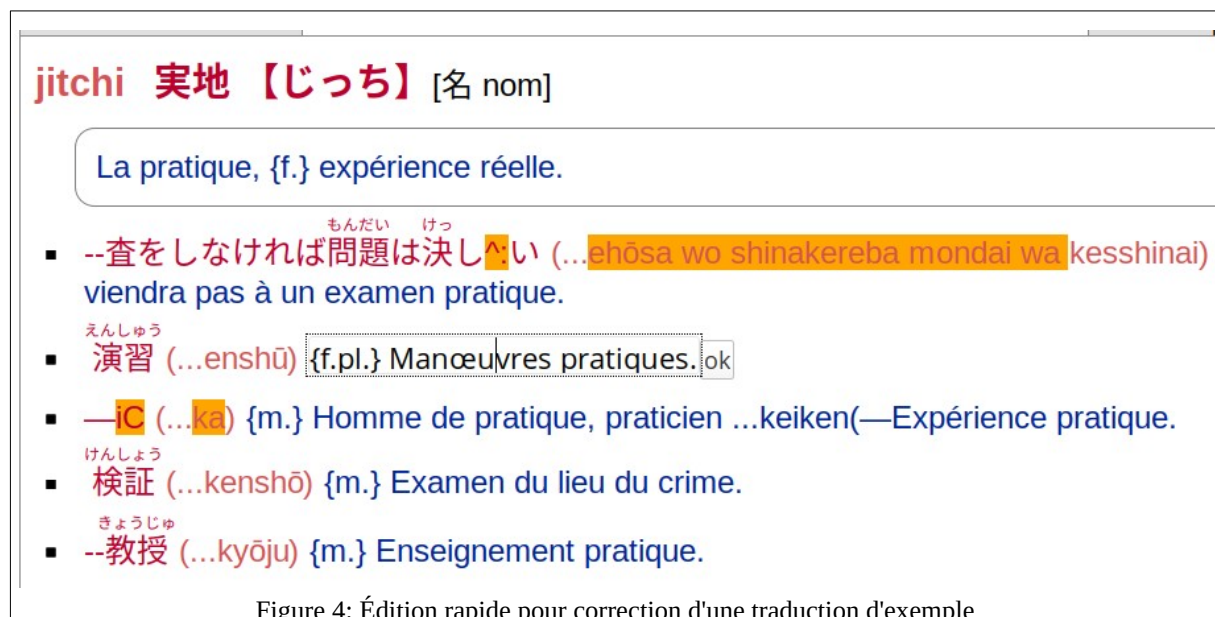 jitchi 実地 【じっち】 [名 nom]
La pratique, {f.} expérience réelle.
もんだい けっ
--査をしなければ問題は決し^:い (...ehōsa wo shinakereba mondai wa kesshinai)
viendra pas à un examen pratique.
えんしゅう
演習 (...enshū) {f.pl.} Manœuvres pratiques. ok
—iC (...ka) {m.} Homme de pratique, praticien ...keiken(—Expérience pratique.
けんしょう
検証 (...kenshō) {m.} Examen du lieu du crime.
きょうじゅ
--教授 (...kyōju) {m.} Enseignement pratique.
Figure 4: Édition rapide pour correction d'une traduction d'exemple